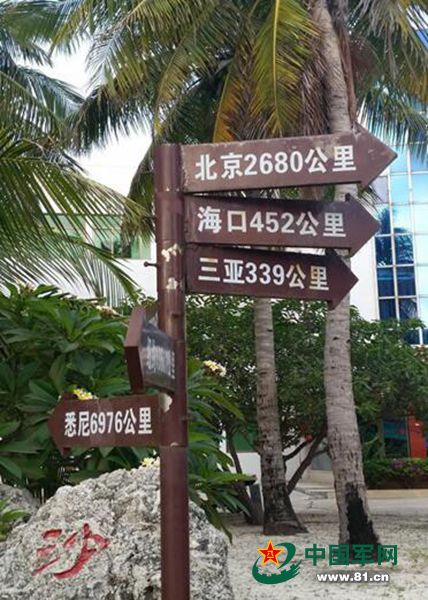 北京2680公里
海口452公里
三亚339公里
悉尼6976公里
三沙
中国军网
www.81.cn